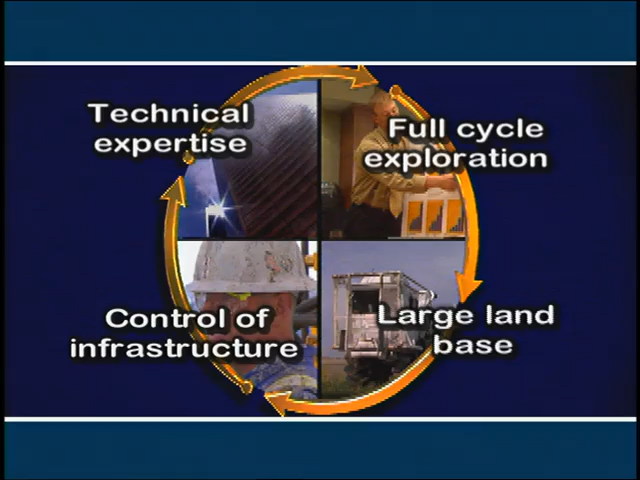 Technical
expertise
Full cycle
exploration
Control of
infrastructure
Large land
base